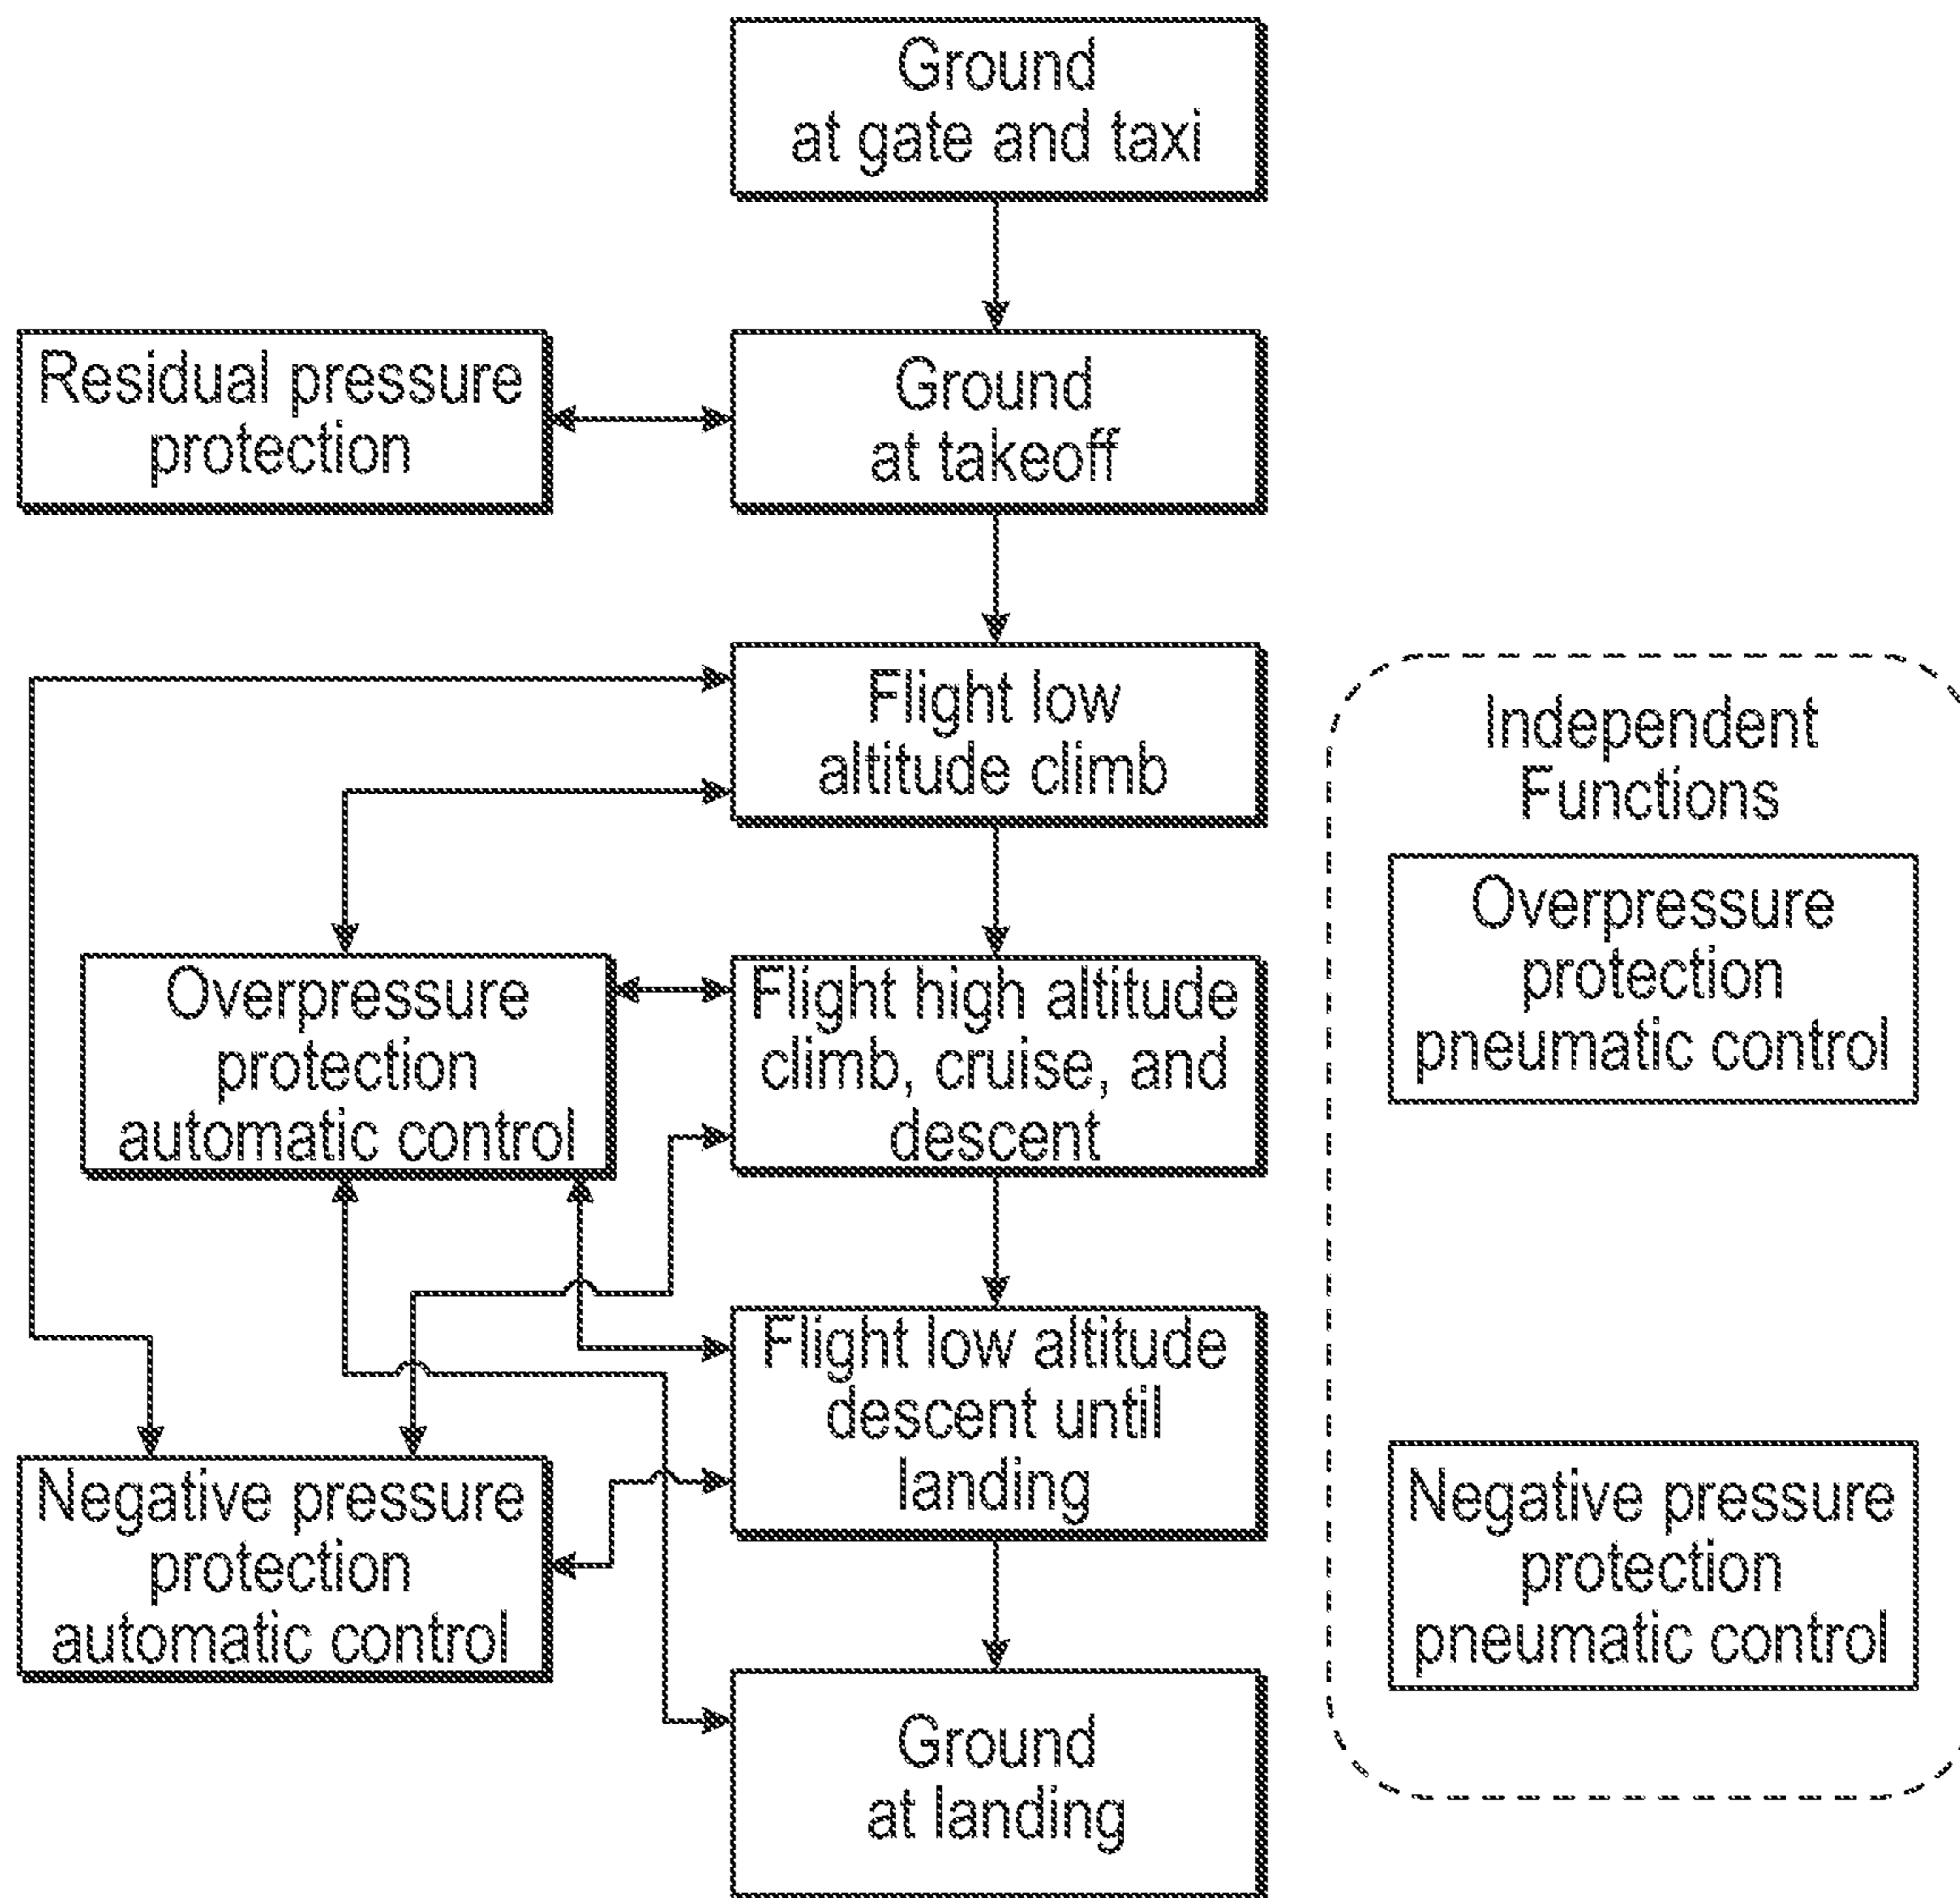 Ground
at gate and taxi
Residual pressure
protection
Ground
at takeoff
Flight low
altitude climb
Independent
Functions
Overpressure
protection
pneumatic control
Overpressure
protection
automatic control
Flight high altitude
climb, cruise, and
descent
Flight low altitude
descent until
landing
Negative pressure
protection
automatic control
Negative pressure
protection
pneumatic control
Ground
at landing